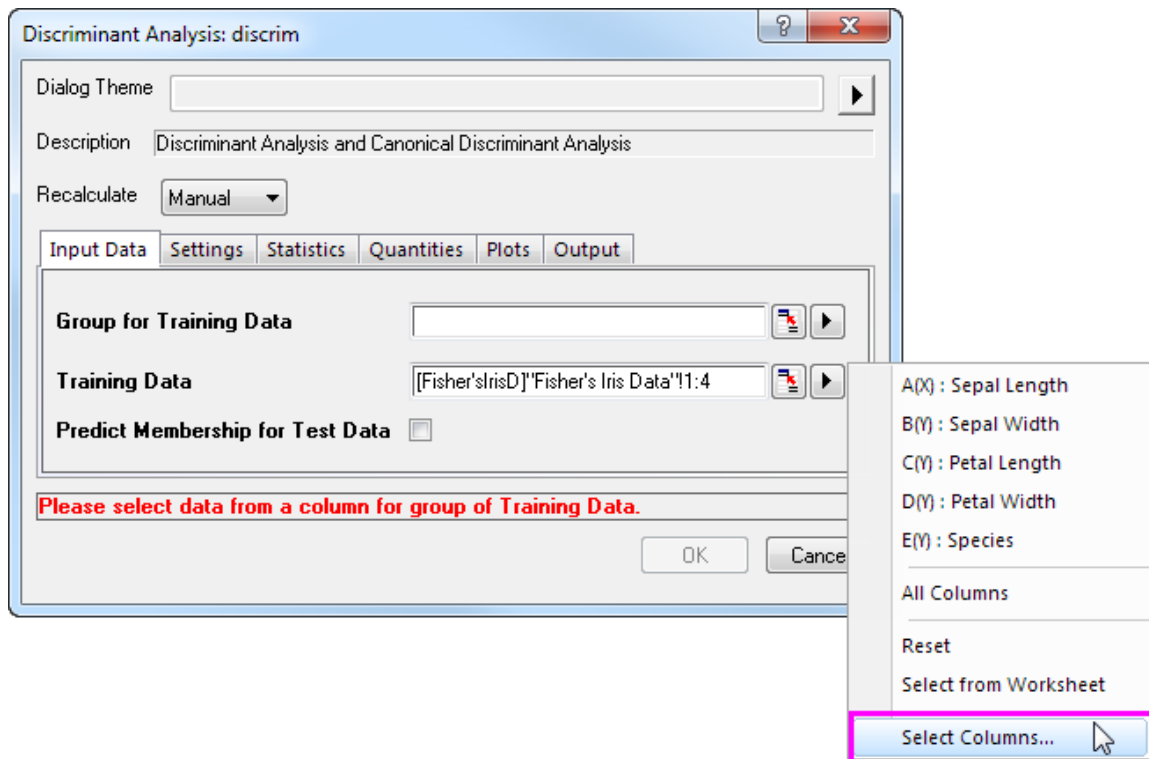 Discriminant Analysis: discrim
Dialog Theme
Description Discriminant Analysis and Canonical Discriminant Analysis
Recalculate Manual
Input Data Settings Statistics Quantities Plots Output
Group for Training Data
Training Data [Fisher'sIrisD]"Fisher's Iris Data"!1:4
Predict Membership for Test Data
Please select data from a column for group of Training Data.
OK Cance
A(X) : Sepal Length
B(Y) : Sepal Width
C(Y) : Petal Length
D(Y) : Petal Width
E(Y) : Species
All Columns
Reset
Select from Worksheet
Select Columns...